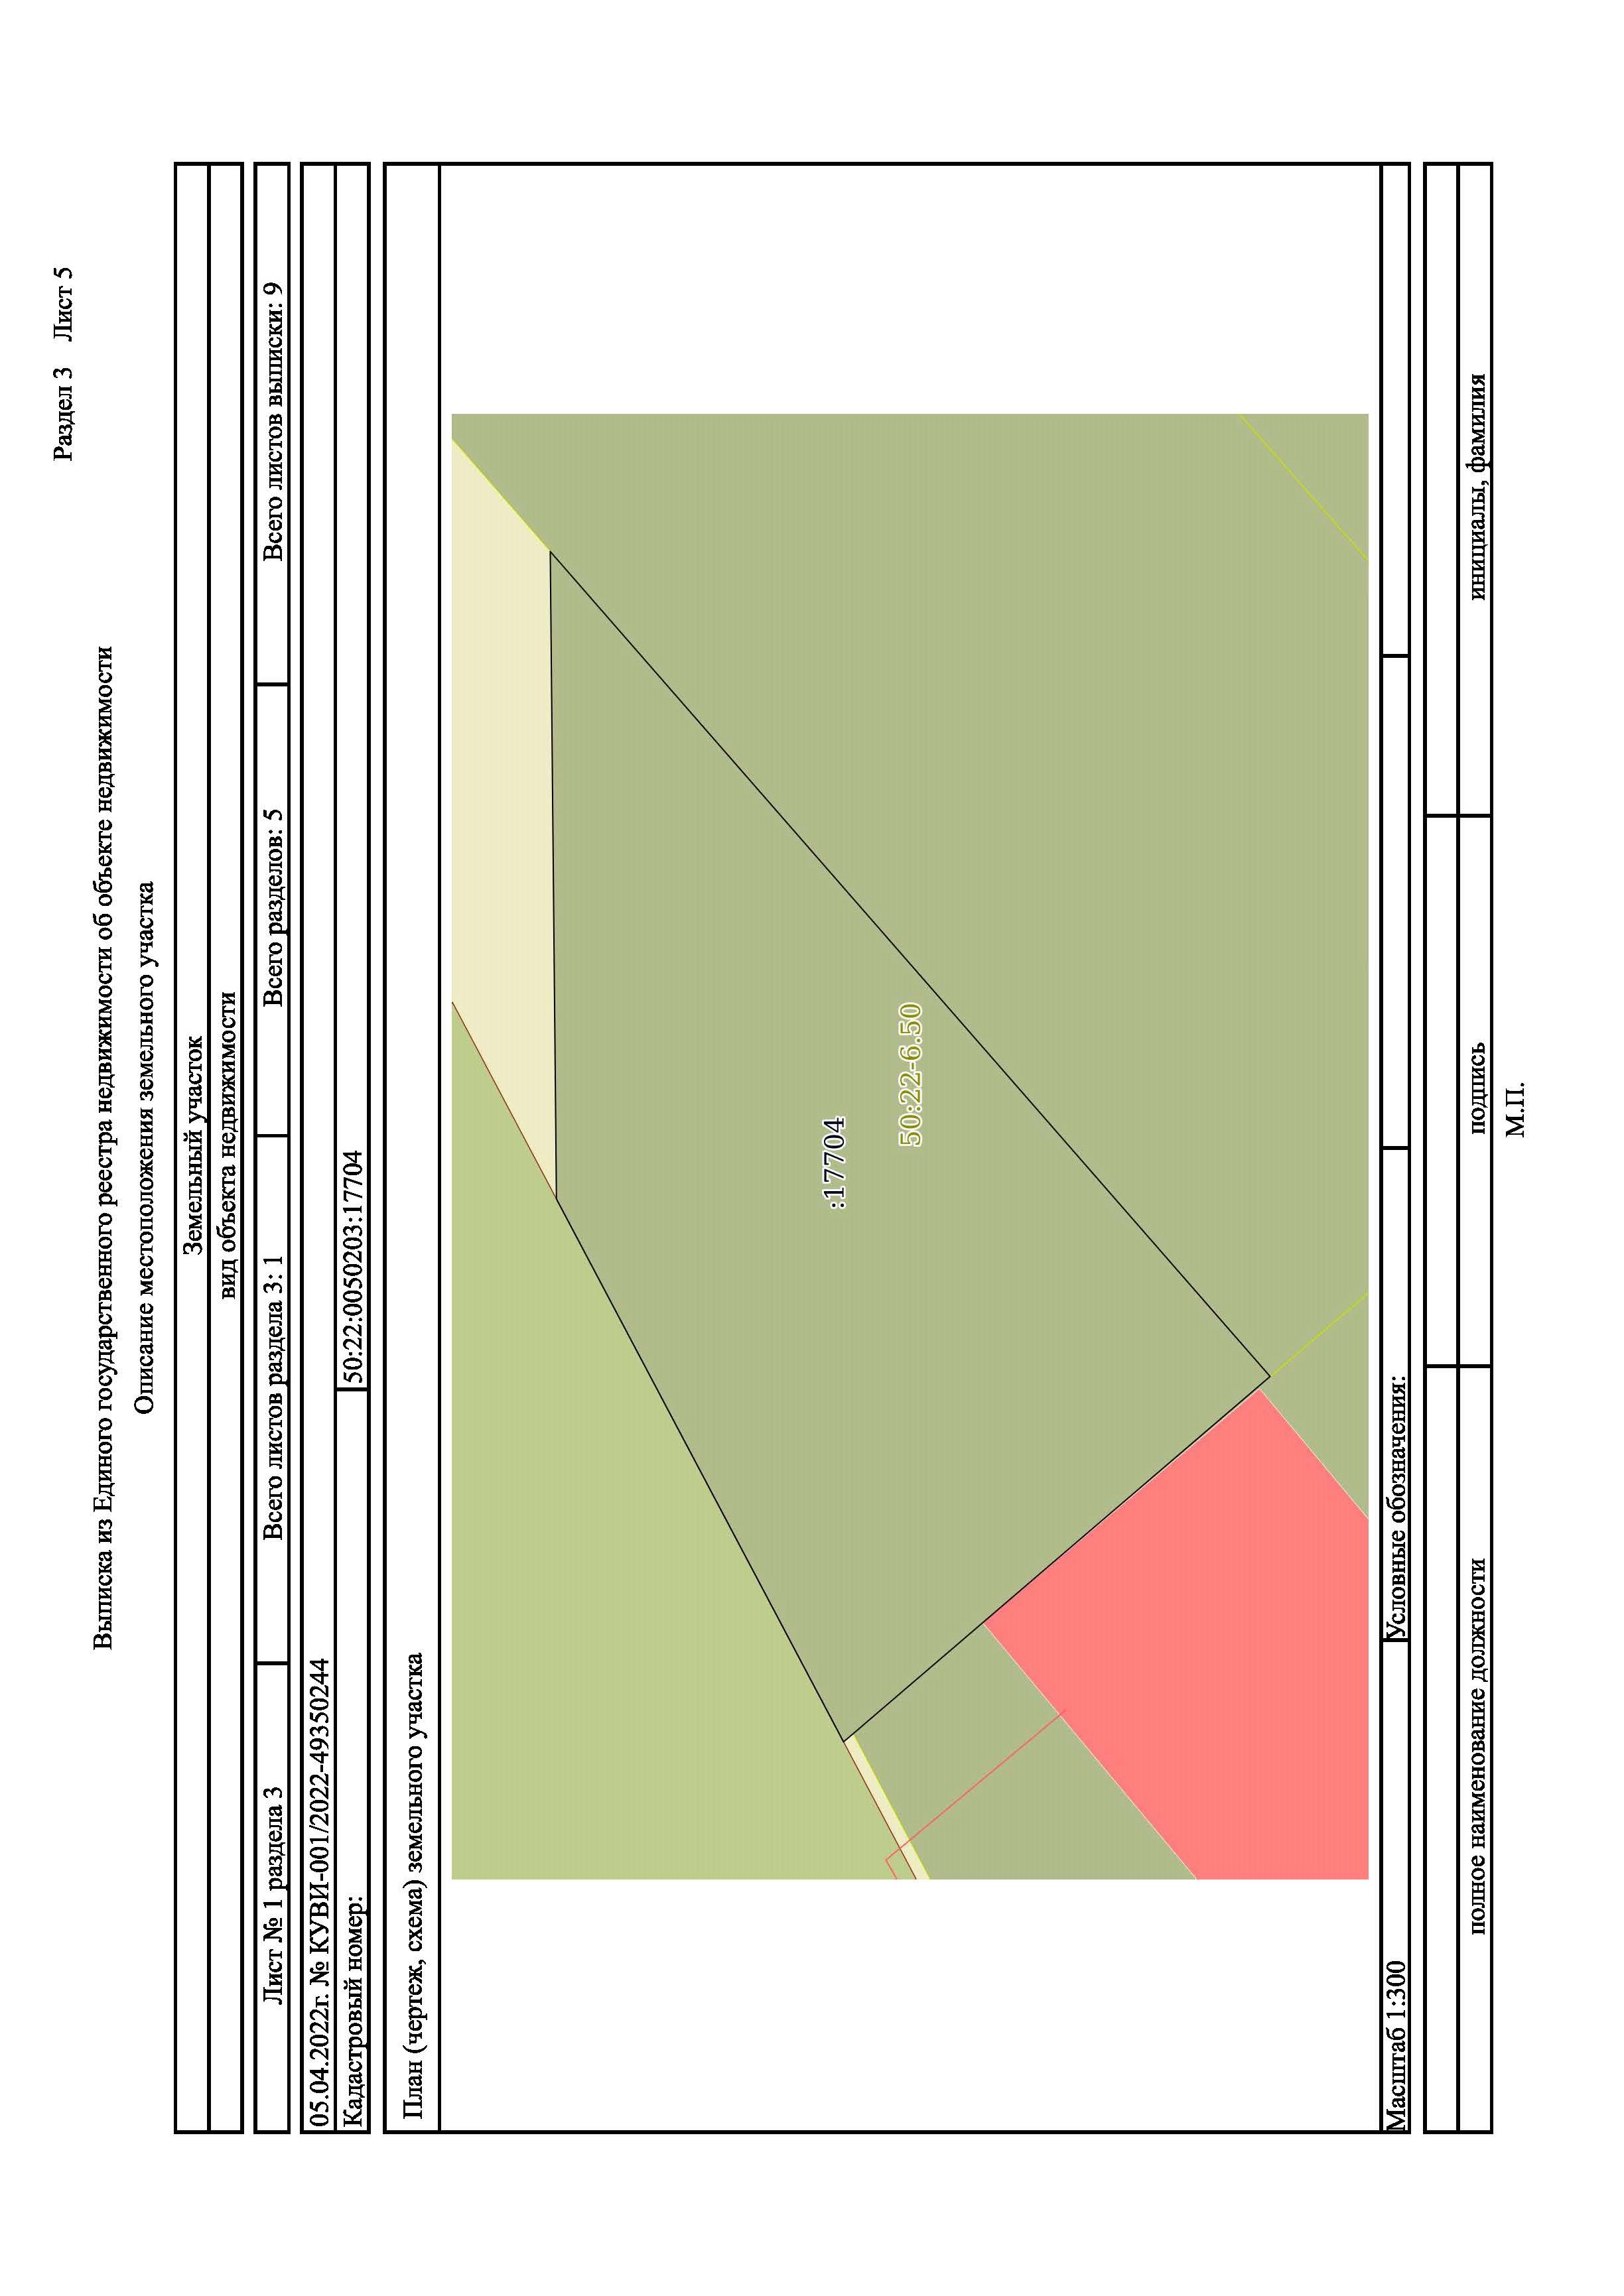 Раздел 3 Лист 5
Выписка из Единого государственного реестра недвижимости об объекте недвижимости
Описание местоположения земельного участка
Земельный участок
вид объекта недвижимости
Лист № 1 раздела 3 Всего листов раздела 3: 1 Всего разделов: 5 Всего листов выписки: 9
05.04.2022г. № КУВИ-001/2022-49350244
Кадастровый номер: 50:22:0050203:17704
План (чертеж, схема) земельного участка
:17704
50:22-6.50
Масштаб 1:300 Условные обозначения:
полное наименование должности подпись инициалы, фамилия
М.П.